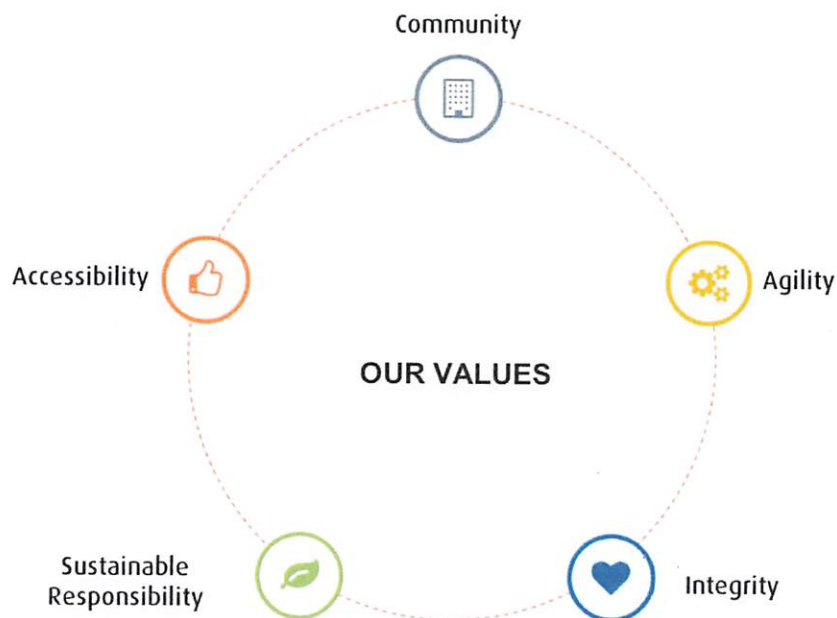 Community
Accessibility
Agility
OUR VALUES
Sustainable
Responsibility
Integrity